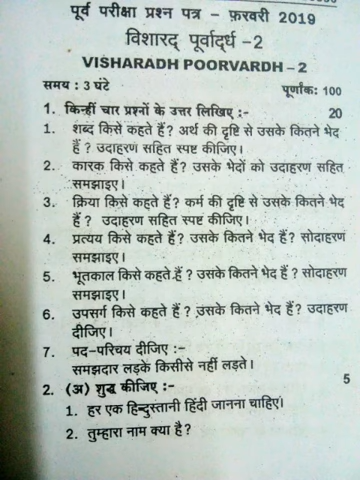 पूर्व परीक्षा प्रश्न पत्र – फ़रवरी 2019
विशारद् पूर्वार्द्ध –2
VISHARADH POORVARDH – 2
समय : 3 घंटे पूर्णांक: 100
1. किन्हीं चार प्रश्नों के उत्तर लिखिए :- 20
1. शब्द किसे कहते हैं? अर्थ की दृष्टि से उसके कितने भेद
हैं ? उदाहरण सहित स्पष्ट कीजिए।
2. कारक किसे कहते हैं? उसके भेदों को उदाहरण सहित
समझाइए।
3. क्रिया किसे कहते हैं? कर्म की दृष्टि से उसके कितने भेद
हैं ? उदाहरण सहित स्पष्ट कीजिए।
4. प्रत्यय किसे कहते हैं? उसके कितने भेद हैं? सोदाहरण
समझाइए।
5. भूतकाल किसे कहते हैं? उसके कितने भेद हैं ? सोदाहरण
समझाइए।
6. उपसर्ग किसे कहते हैं ? उसके कितने भेद हैं? उदाहरण
दीजिए।
7. पद-परिचय दीजिए :-
समझदार लड़के किसीसे नहीं लड़ते।
2. (अ) शुद्ध कीजिए :- 5
1. हर एक हिन्दुस्तानी हिंदी जानना चाहिए।
2. तुम्हारा नाम क्या है?